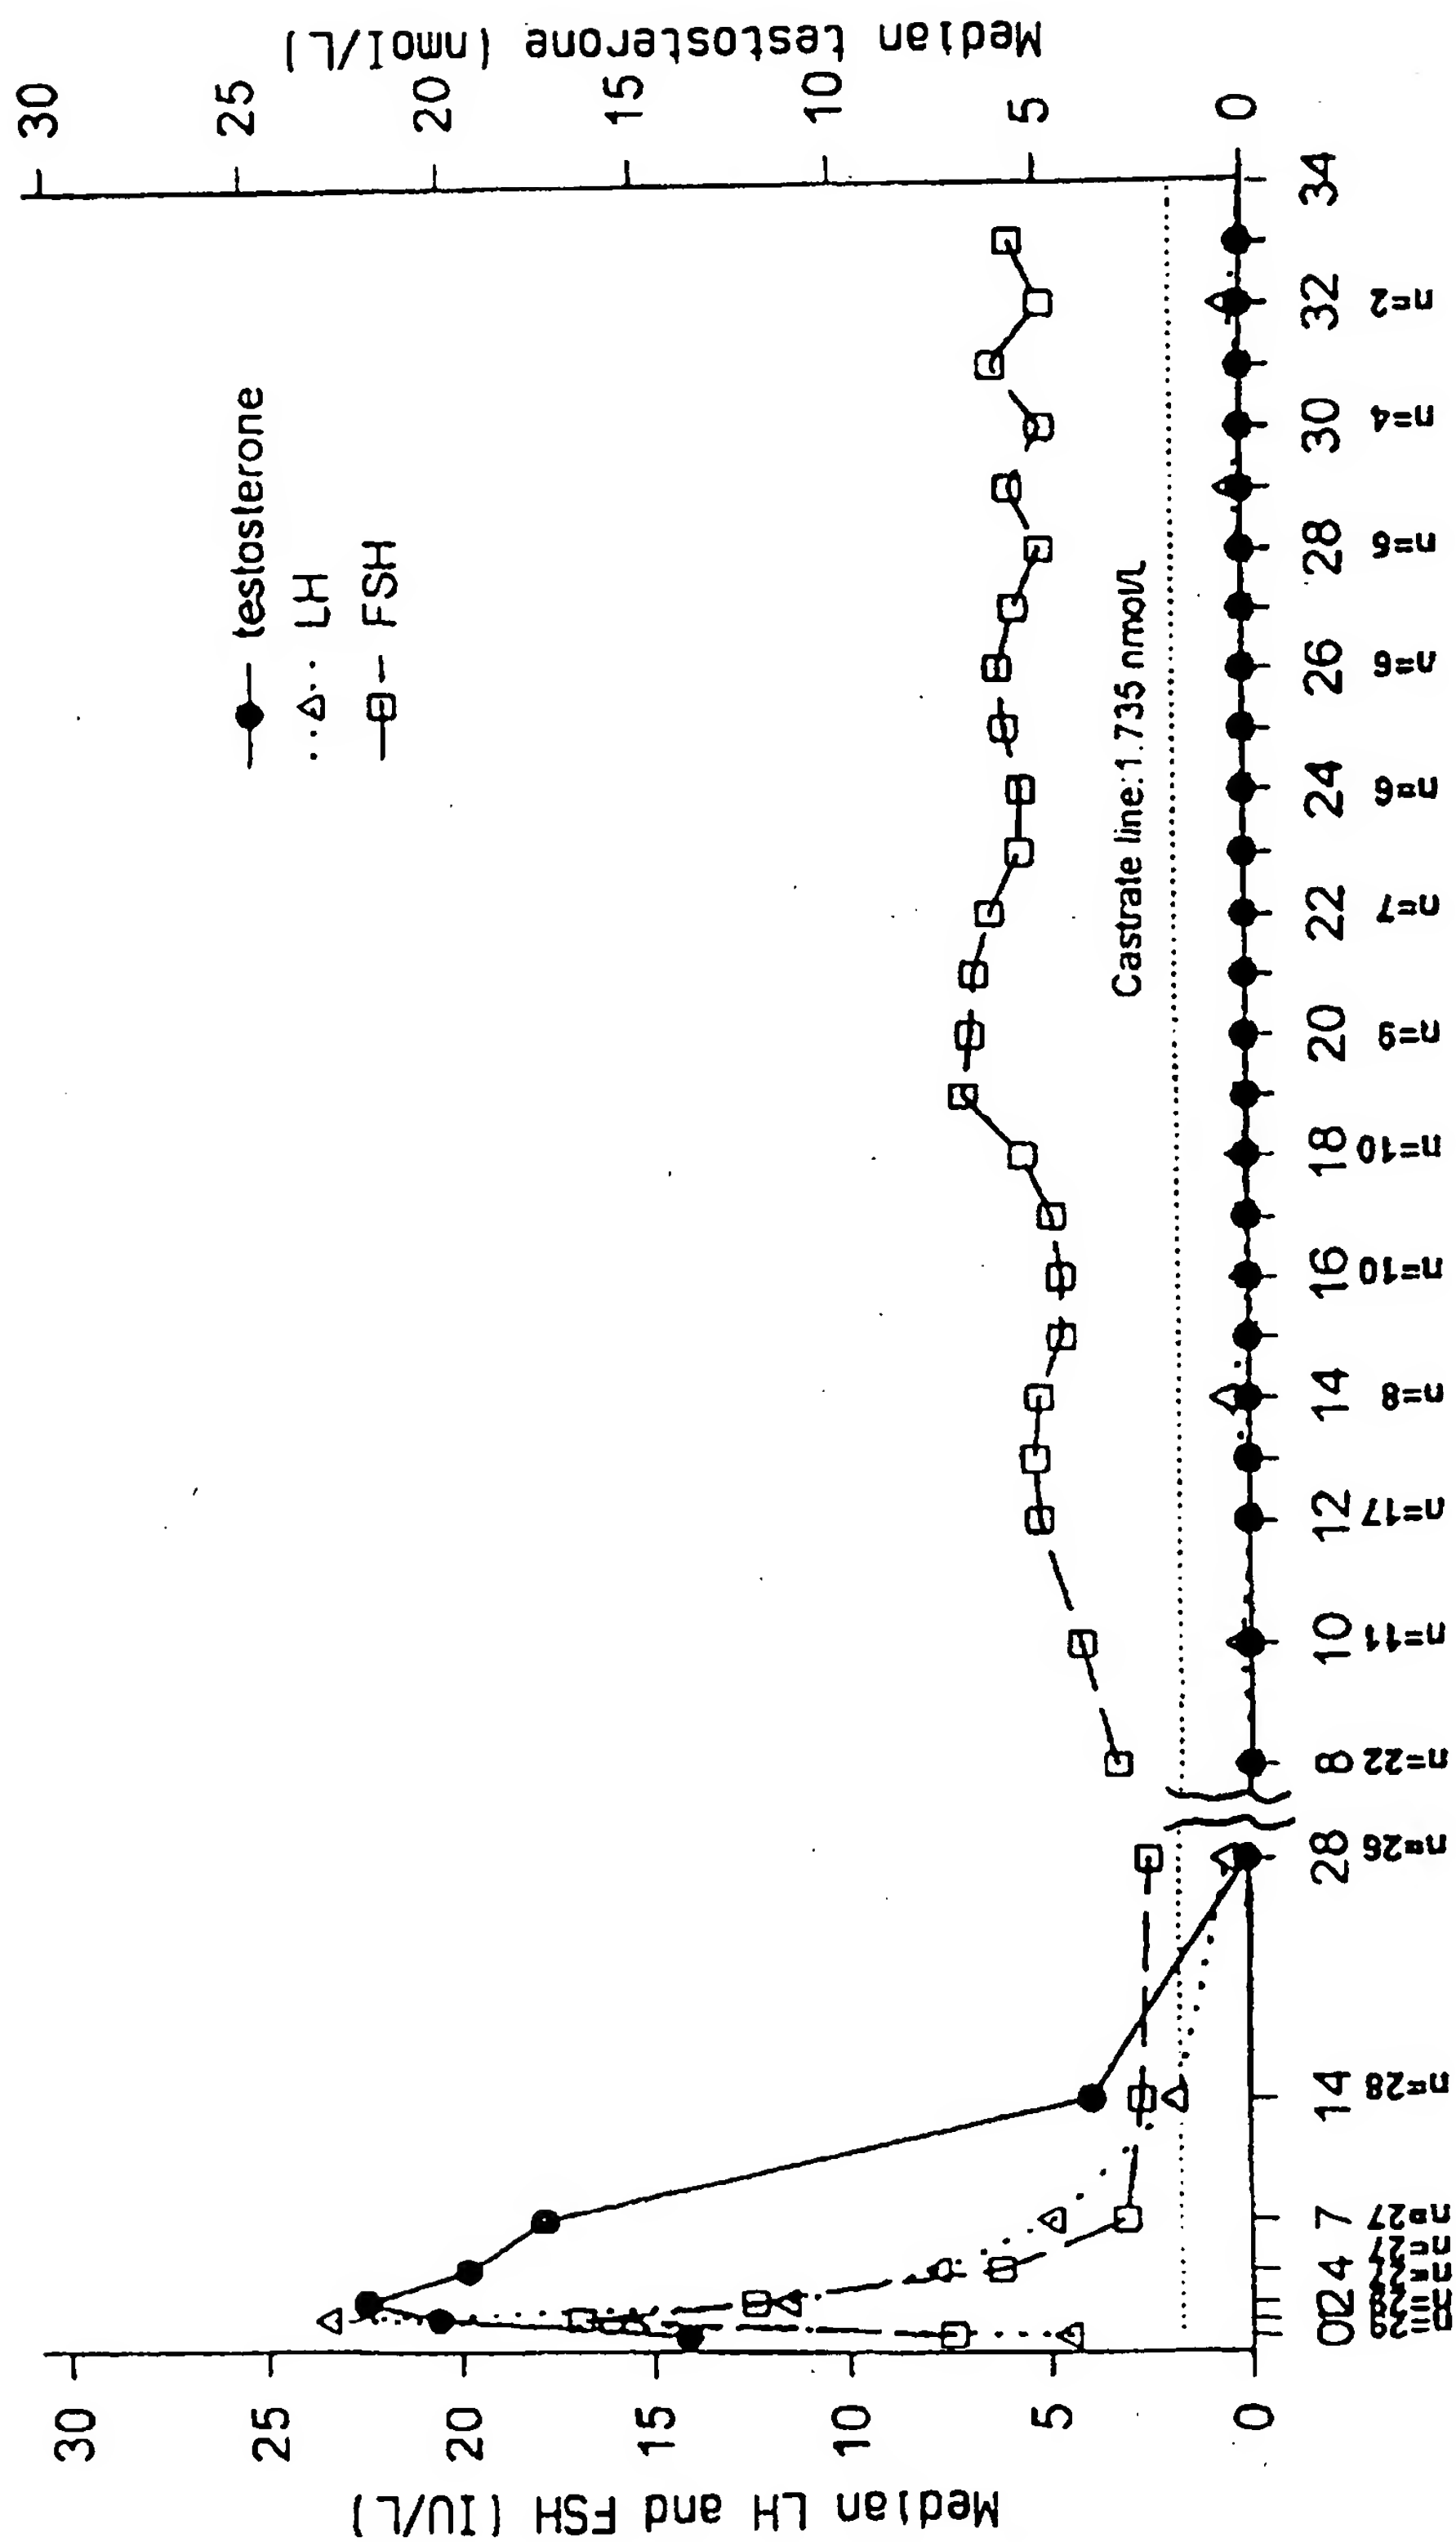 Median LH and FSH (IU/L)
30
25
20
15
10
5
0
testosterone
LH
FSH
Castrate line:1.735 nmol/l
Median testosterone (nmol/L)
30
25
20
15
10
5
0
0 2 4 7 14 28 8 10 12 14 16 18 20 22 24 26 28 30 32 34
n=29 n=27 n=27 n=28 n=26 n=22 n=11 n=17 n=8 n=10 n=10 n=9 n=7 n=6 n=6 n=6 n=4 n=2